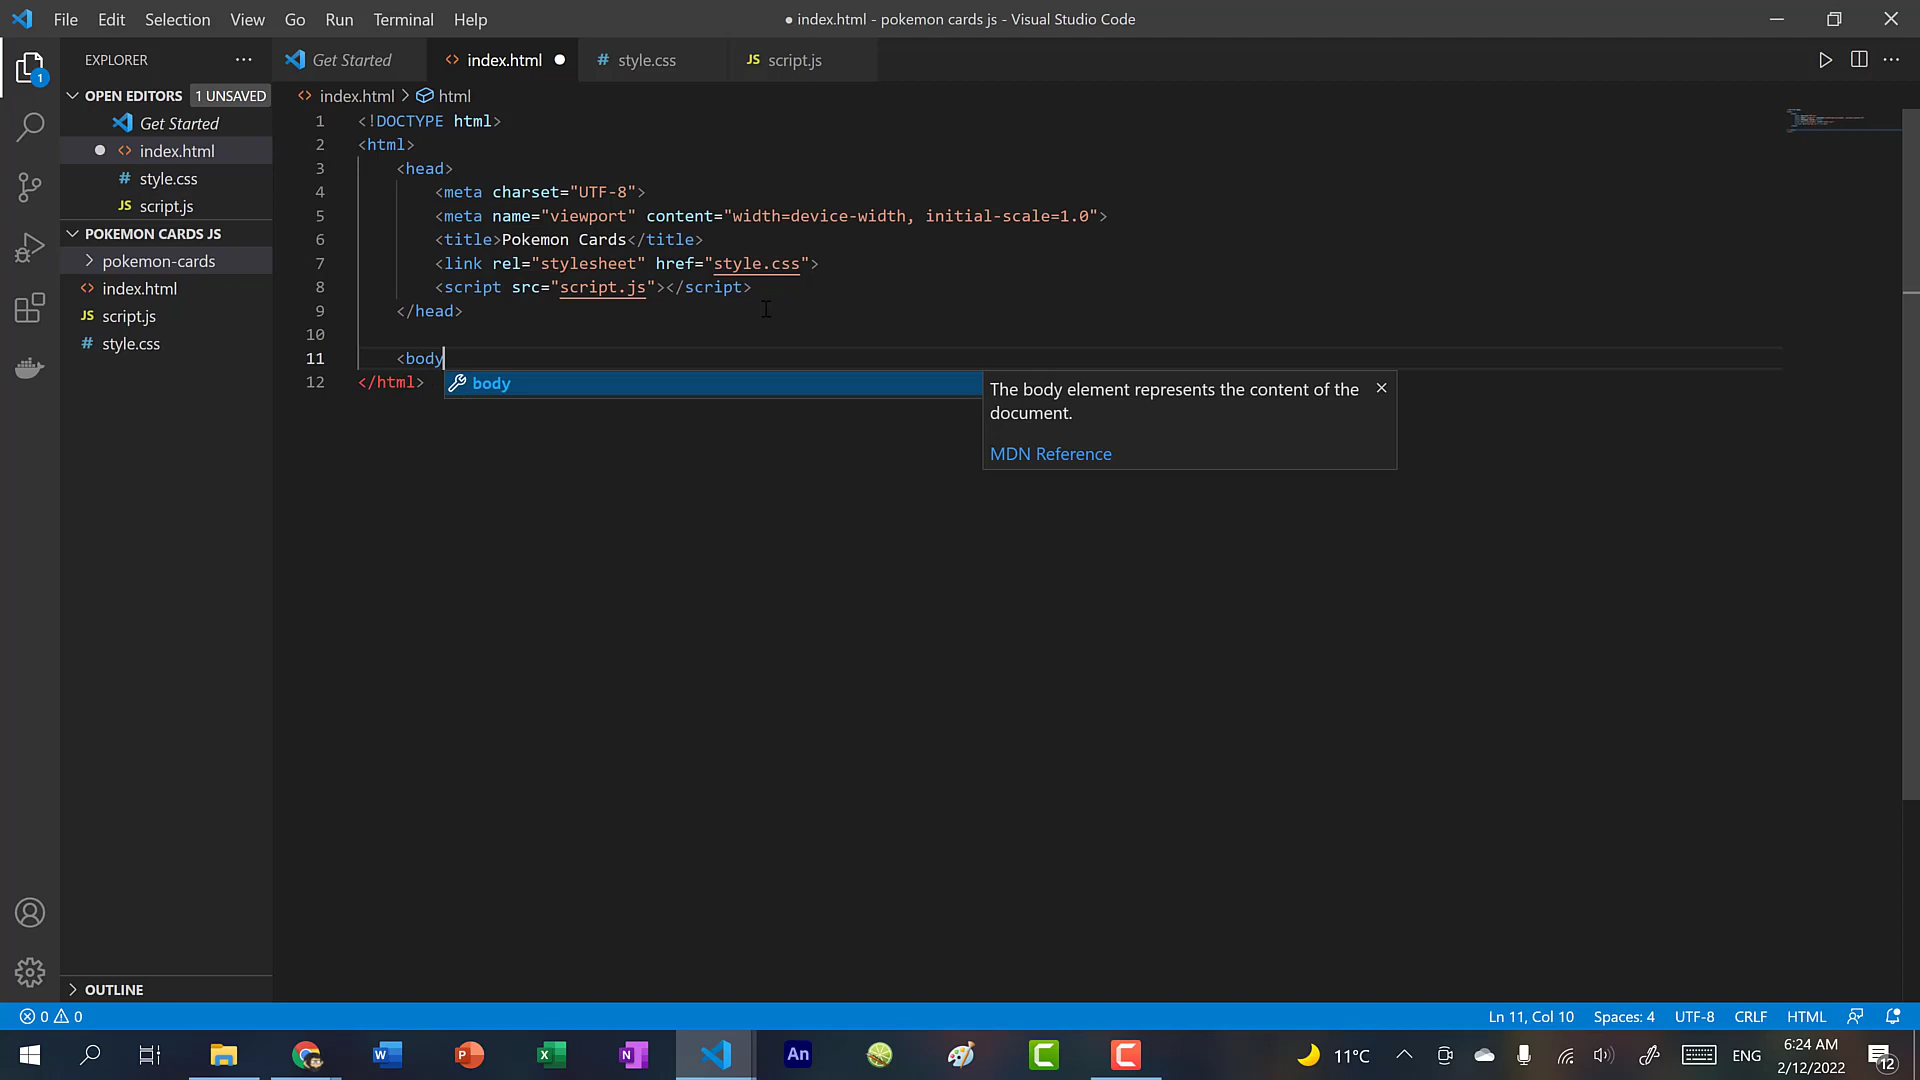 File Edit Selection View Go Run Terminal Help
● index.html - pokemon cards js - Visual Studio Code
EXPLORER
Get Started
index.html
style.css
JS script.js
OPEN EDITORS 1 UNSAVED
Get Started
index.html
# style.css
JS script.js
POKEMON CARDS JS
pokemon-cards
index.html
JS script.js
# style.css
OUTLINE
index.html > html
1 <!DOCTYPE html>
2 <html>
3 <head>
4 <meta charset="UTF-8">
5 <meta name="viewport" content="width=device-width, initial-scale=1.0">
6 <title>Pokemon Cards</title>
7 <link rel="stylesheet" href="style.css">
8 <script src="script.js"></script>
9 </head>
10
11 <body
12 </html>
body
The body element represents the content of the
document.
MDN Reference
1
0 0
Ln 11, Col 10 Spaces: 4 UTF-8 CRLF HTML
W P X N An C C
11°C ENG
6:24 AM
2/12/2022
12